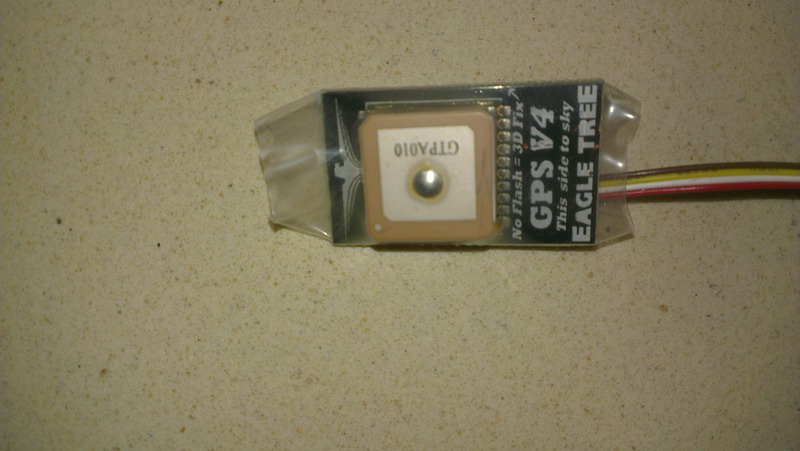 GTPA010
No Flash = 3D Fix
GPS V4
This side to sky
EAGLE TREE